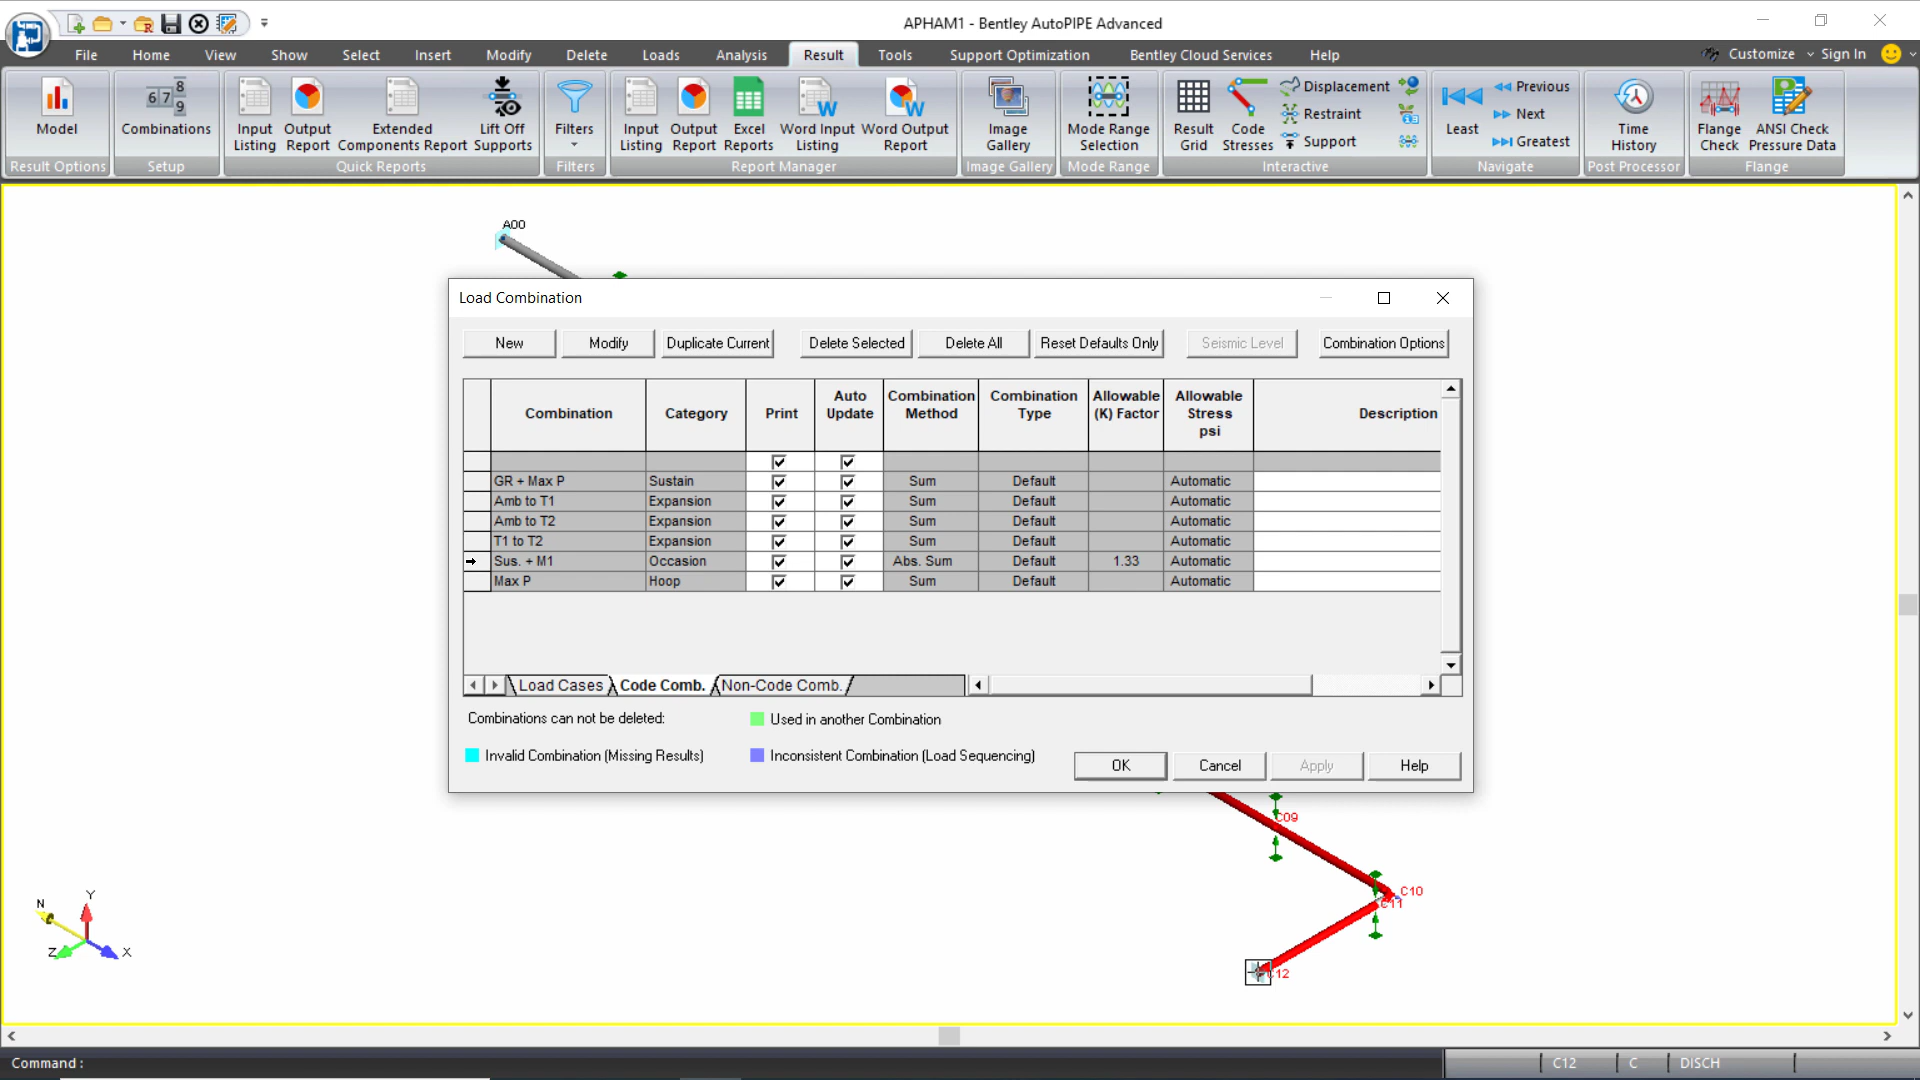 APHAM1 - Bentley AutoPIPE Advanced
File Home View Show Select Insert Modify Delete Loads Analysis Result Tools Support Optimization Bentley Cloud Services Help Customize Sign In
Model
Combinations
Input Listing
Output Report
Extended Components Report
Lift Off Supports
Filters
Input Listing
Output Report
Excel Reports
Word Input Listing
Word Output Report
Image Gallery
Mode Range Selection
Result Grid
Code Stresses
Displacement
Restraint
Support
Least
Previous
Next
Greatest
Time History
Flange Check
ANSI Check Pressure Data
Result Options Setup Quick Reports Filters Report Manager Image Gallery Mode Range Interactive Navigate Post Processor Flange
A00
Load Combination
New Modify Duplicate Current Delete Selected Delete All Reset Defaults Only Seismic Level Combination Options
Combination Category Print Auto Update Combination Method Combination Type Allowable (K) Factor Allowable Stress psi Description
GR + Max P Sustain Sum Default Automatic
Amb to T1 Expansion Sum Default Automatic
Amb to T2 Expansion Sum Default Automatic
T1 to T2 Expansion Sum Default Automatic
Sus. + M1 Occasion Abs. Sum Default 1.33 Automatic
Max P Hoop Sum Default Automatic
Load Cases Code Comb. Non-Code Comb.
Combinations can not be deleted: Used in another Combination
Invalid Combination (Missing Results) Inconsistent Combination (Load Sequencing)
OK Cancel Apply Help
C09
C10
C11
C12
N Y Z X
Command :
C12 C DISCH